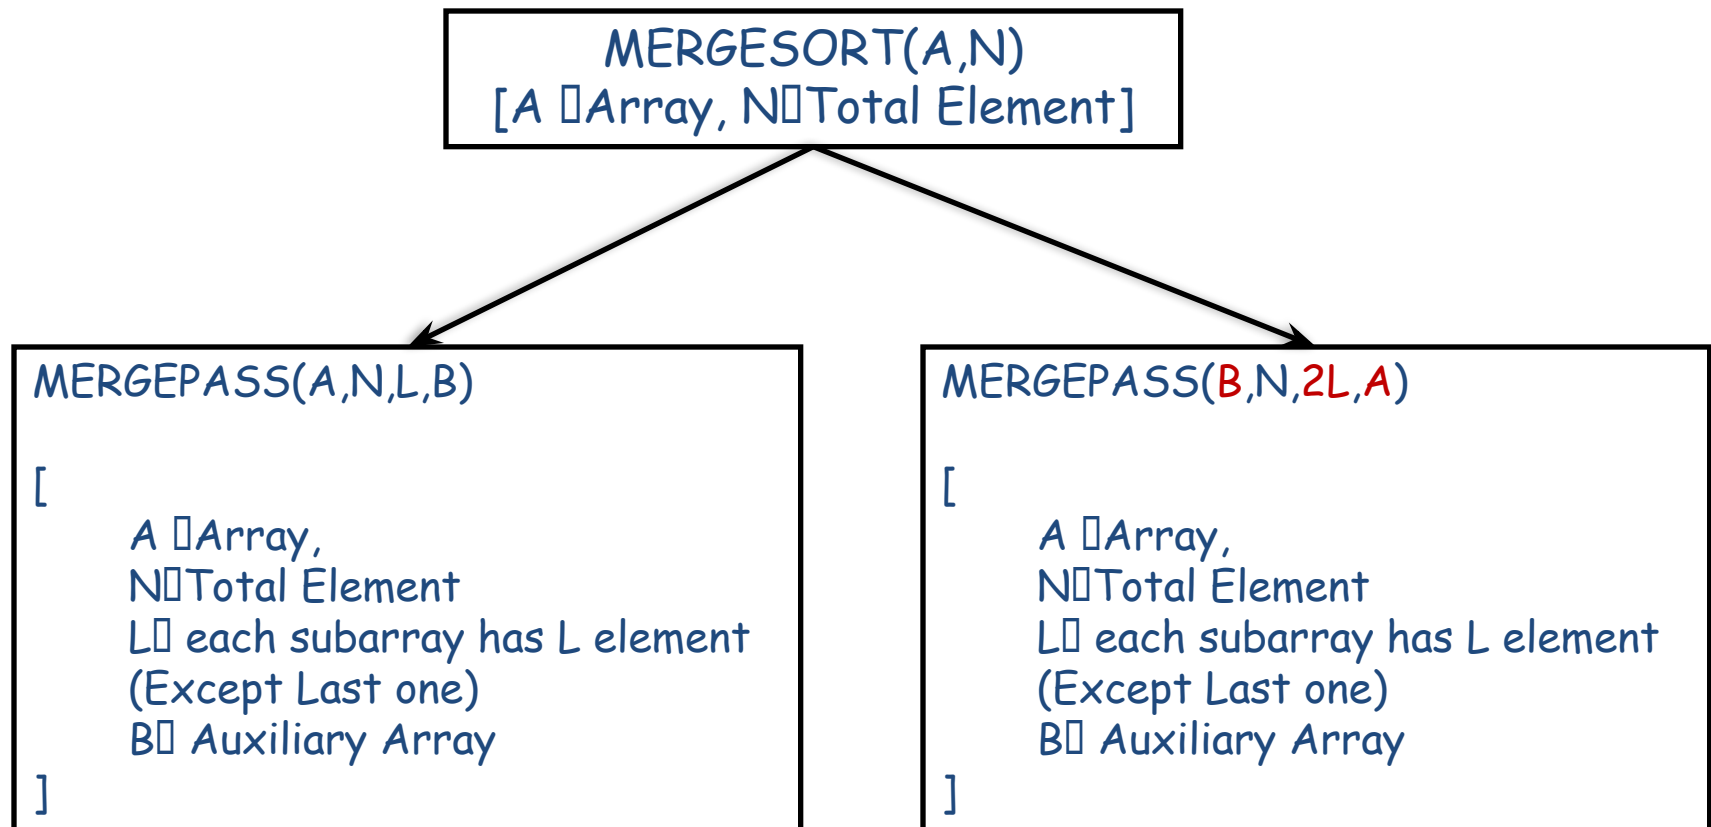 MERGESORT(A,N)
[A ▯Array, N▯Total Element]
MERGEPASS(A,N,L,B)
[
A ▯Array,
N▯Total Element
L▯ each subarray has L element
(Except Last one)
B▯ Auxiliary Array
]
MERGEPASS(B,N,2L,A)
[
A ▯Array,
N▯Total Element
L▯ each subarray has L element
(Except Last one)
B▯ Auxiliary Array
]